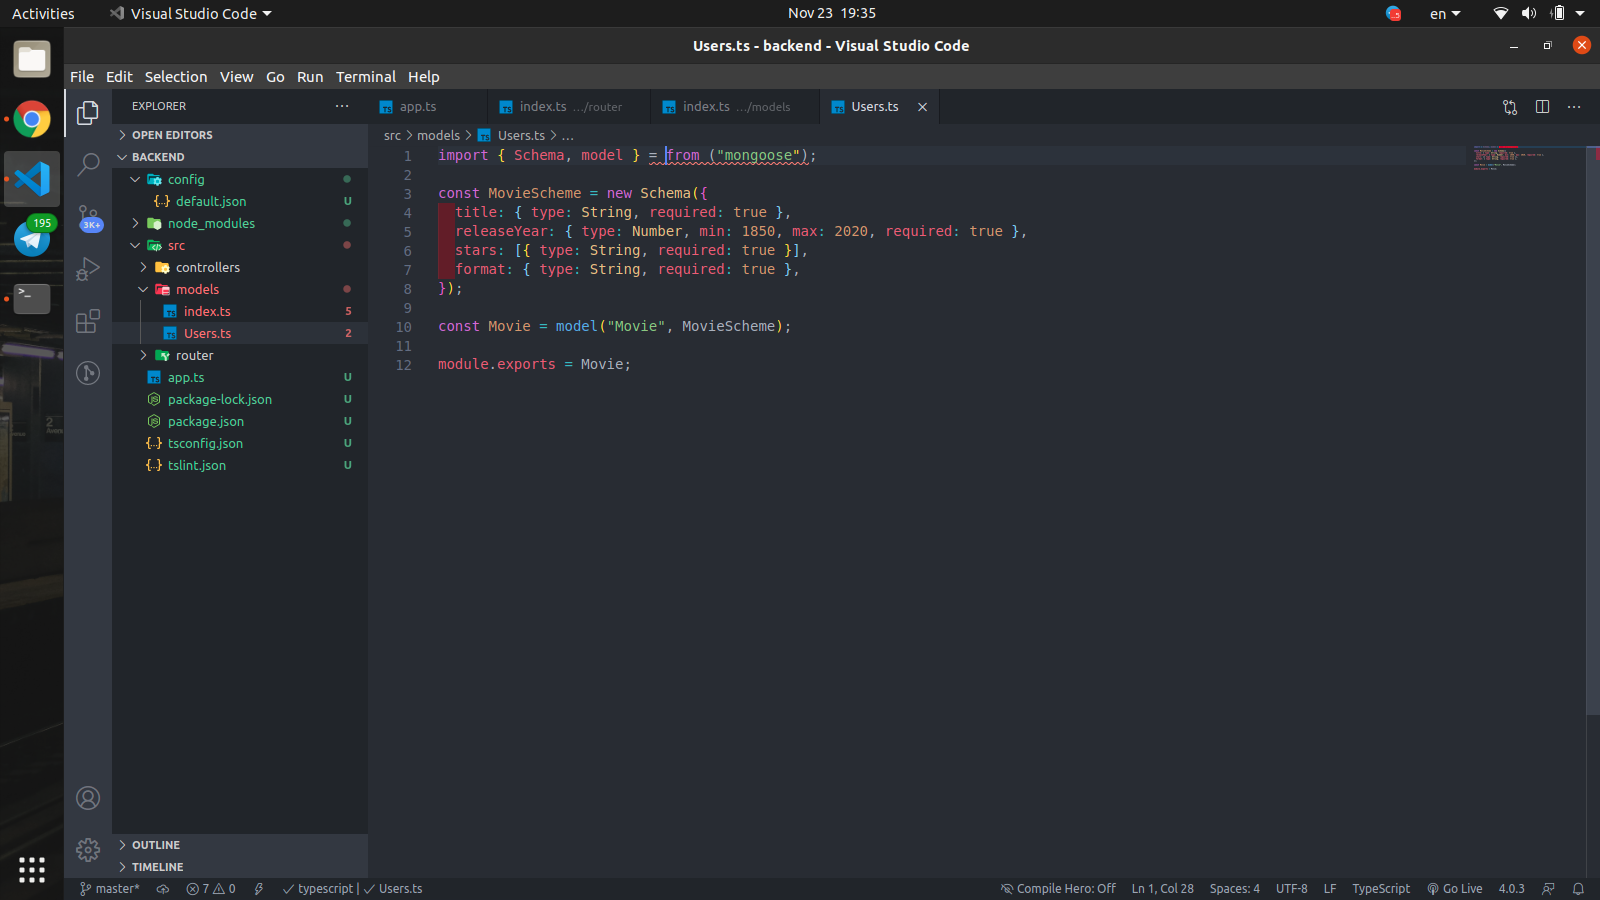 Activities Visual Studio Code Nov 23 19:35 en
Users.ts - backend - Visual Studio Code
File Edit Selection View Go Run Terminal Help
EXPLORER
OPEN EDITORS
BACKEND
config
default.json U
node_modules
src
controllers
models
index.ts 5
Users.ts 2
router
app.ts U
package-lock.json U
package.json U
tsconfig.json U
tslint.json U
OUTLINE
TIMELINE
195
3K+
app.ts index.ts .../router index.ts .../models Users.ts
src > models > Users.ts > ...
1 import { Schema, model } = from ("mongoose");
2
3 const MovieScheme = new Schema({
4 title: { type: String, required: true },
5 releaseYear: { type: Number, min: 1850, max: 2020, required: true },
6 stars: [{ type: String, required: true }],
7 format: { type: String, required: true },
8 });
9
10 const Movie = model("Movie", MovieScheme);
11
12 module.exports = Movie;
master* 7 0 typescript | Users.ts Compile Hero: Off Ln 1, Col 28 Spaces: 4 UTF-8 LF TypeScript Go Live 4.0.3